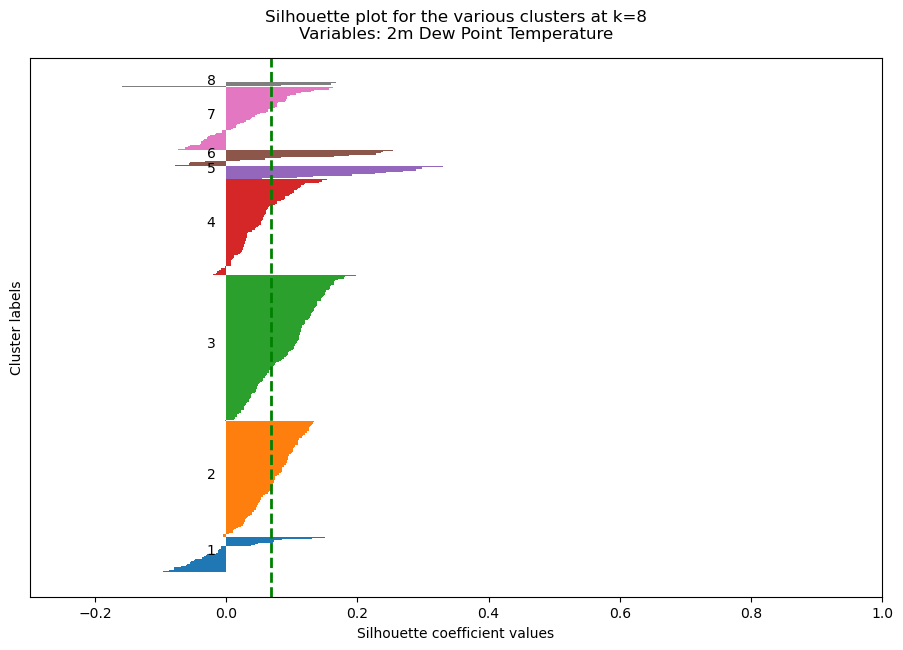 Silhouette plot for the various clusters at k=8
Variables: 2m Dew Point Temperature
8
7
6
5
4
3
2
1
Cluster labels
−0.2 0.0 0.2 0.4 0.6 0.8 1.0
Silhouette coefficient values